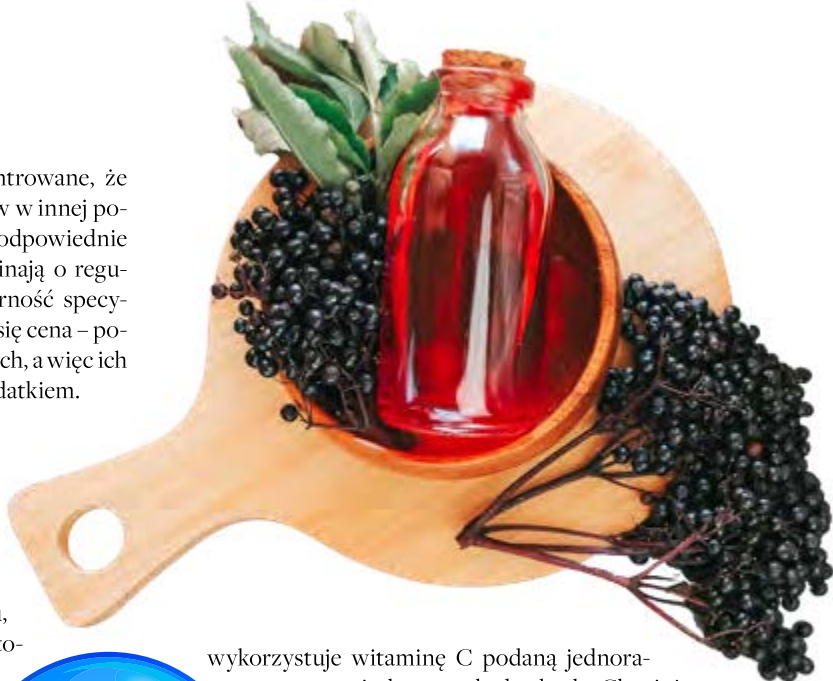 ntrowane, że
w w innej po-
odpowiednie
inają o regu-
rność specy-
się cena – po-
ch, a więc ich
datkiem.
to-
wykorzystuje witaminę C podaną jednora-